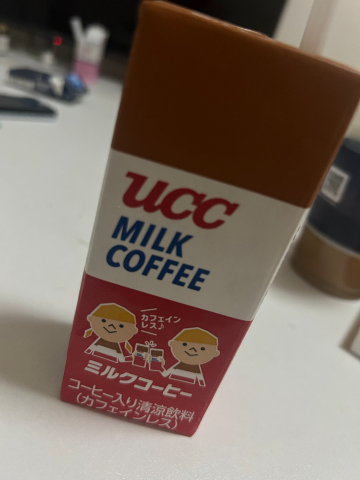 UCC
MILK
COFFEE
カフェイン
レス♪
ミルクコーヒー
コーヒー入り清涼飲料
(カフェインレス)